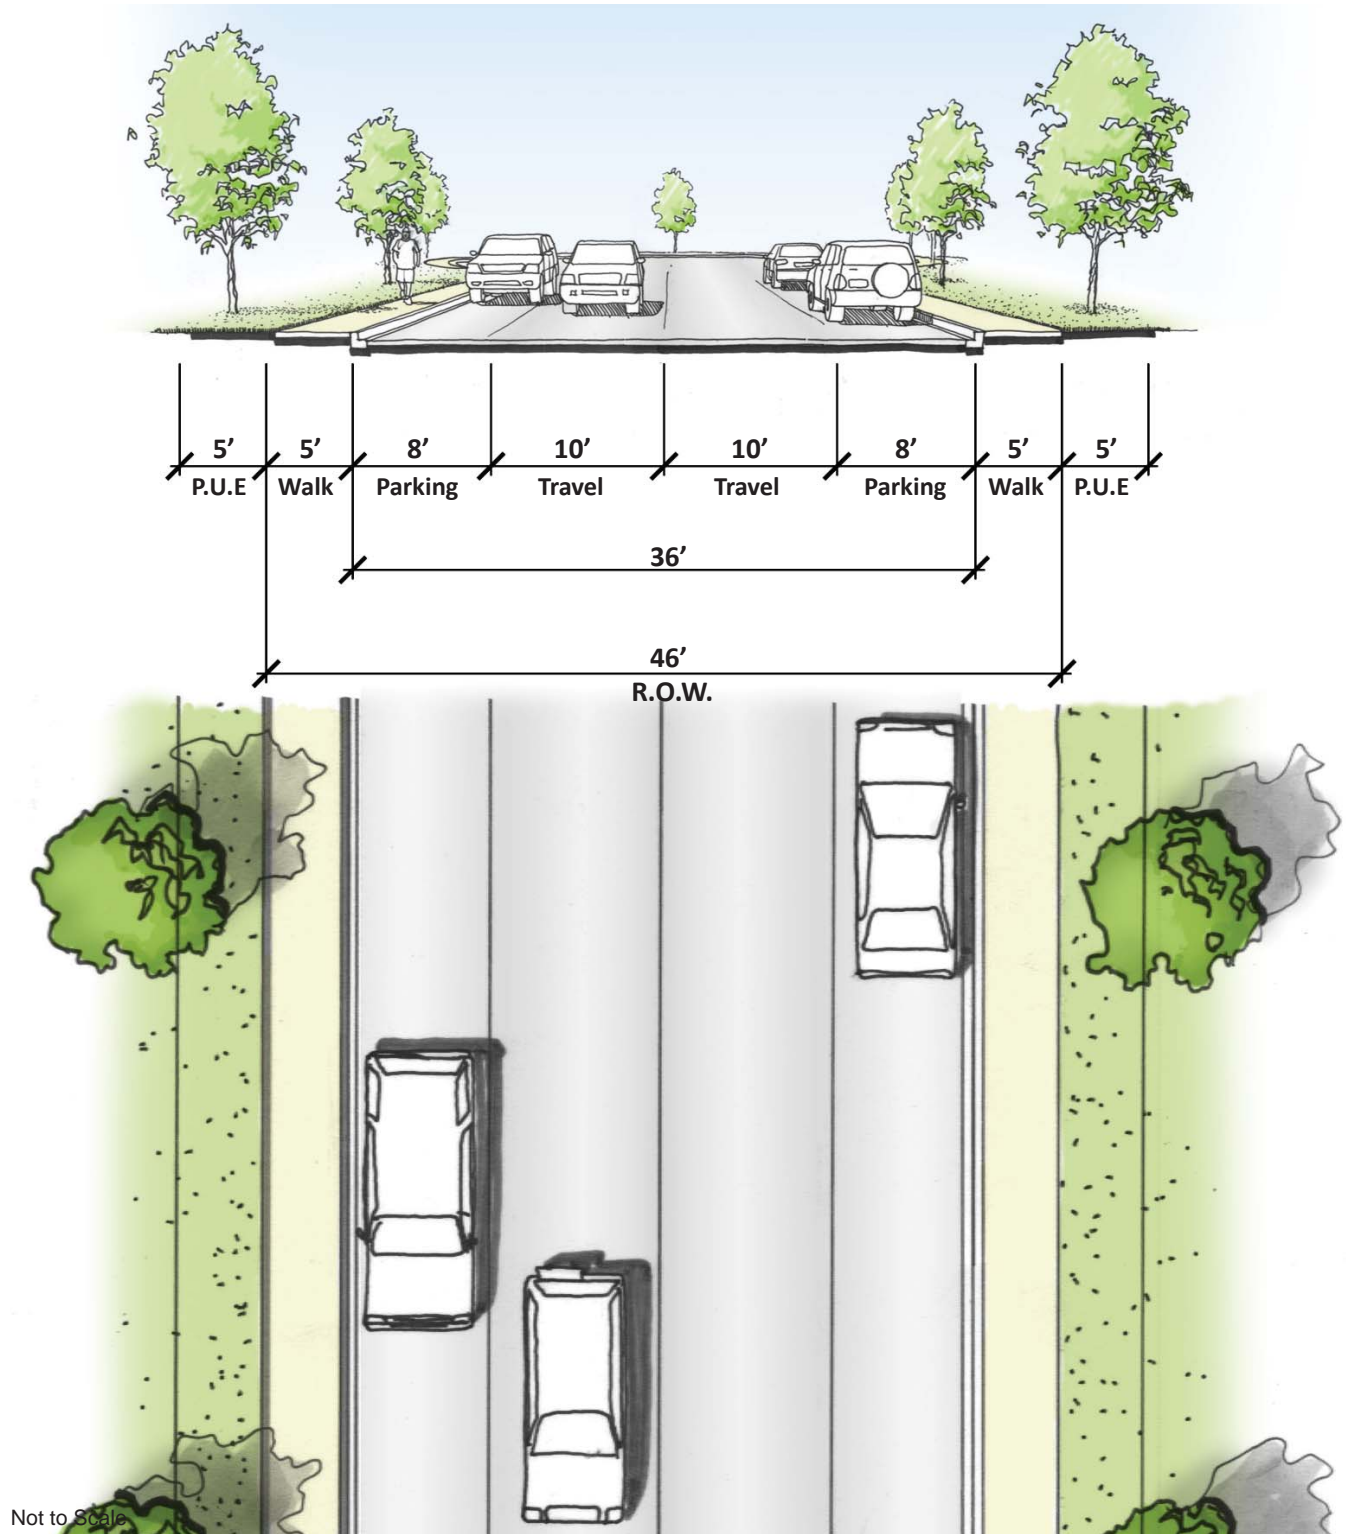 5’ 5’ 8’ 10’ 10’ 8’ 5’ 5’
P.U.E Walk Parking Travel Travel Parking Walk P.U.E
36’
46’
R.O.W.
Not to Scale